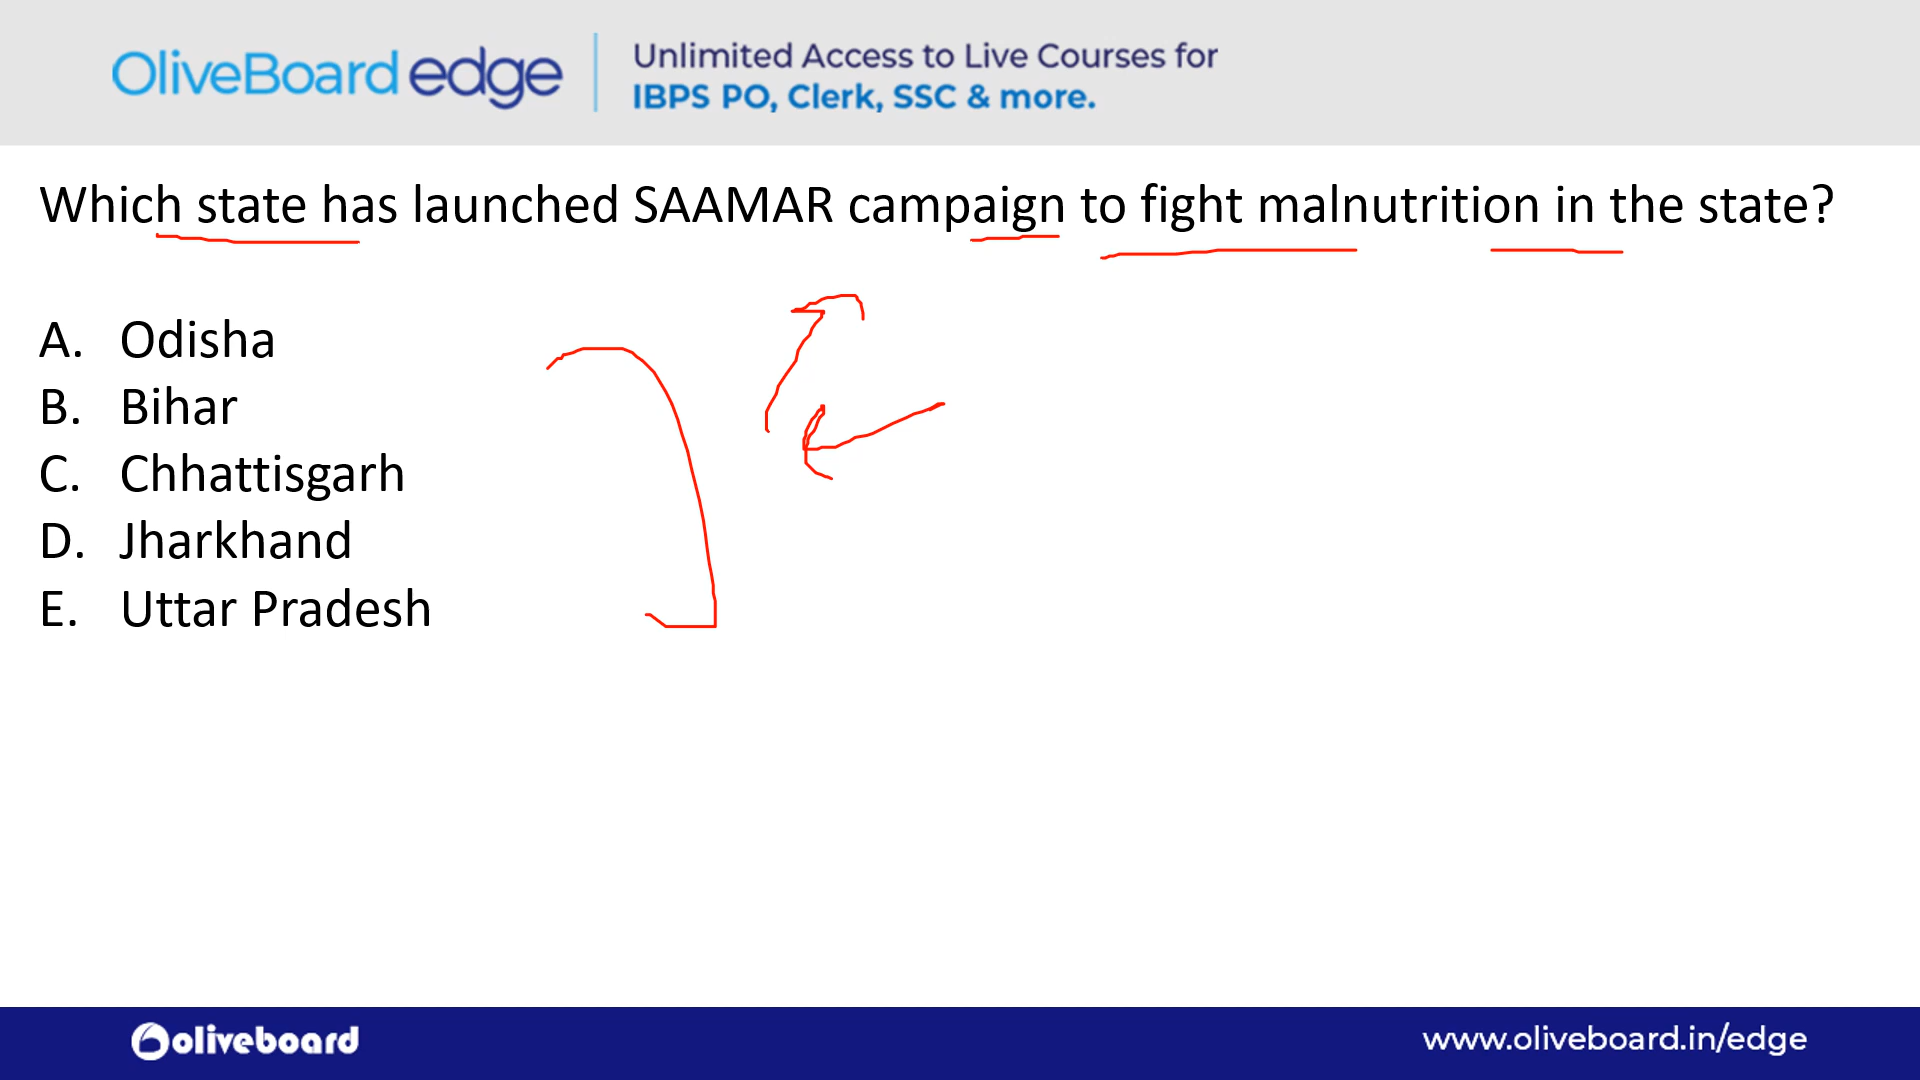 OliveBoard edge
Unlimited Access to Live Courses for
IBPS PO, Clerk, SSC & more.
Which state has launched SAAMAR campaign to fight malnutrition in the state?
A. Odisha
B. Bihar
C. Chhattisgarh
D. Jharkhand
E. Uttar Pradesh
oliveboard
www.oliveboard.in/edge